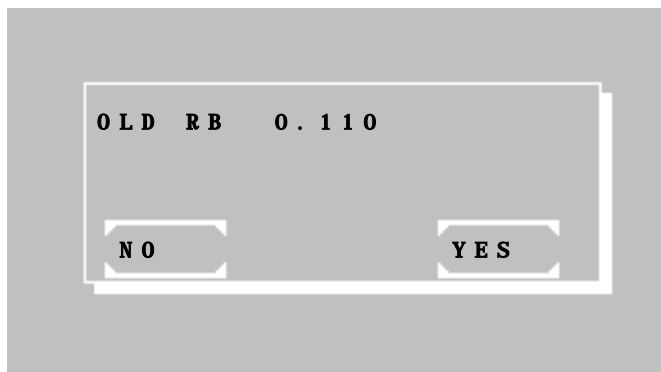 OLD RB 0.110
NO YES